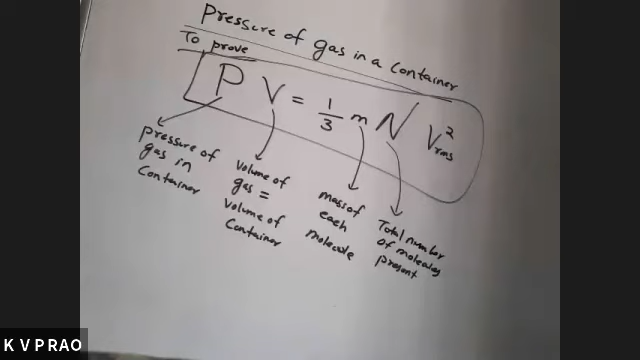 Pressure of gas in a container
To prove
P V = 1/3 m N V²rms
pressure of
gas in
Container
volume of
gas =
volume of
Container
mass of
each
molecule
Total number
of molecules
present
K V P RAO